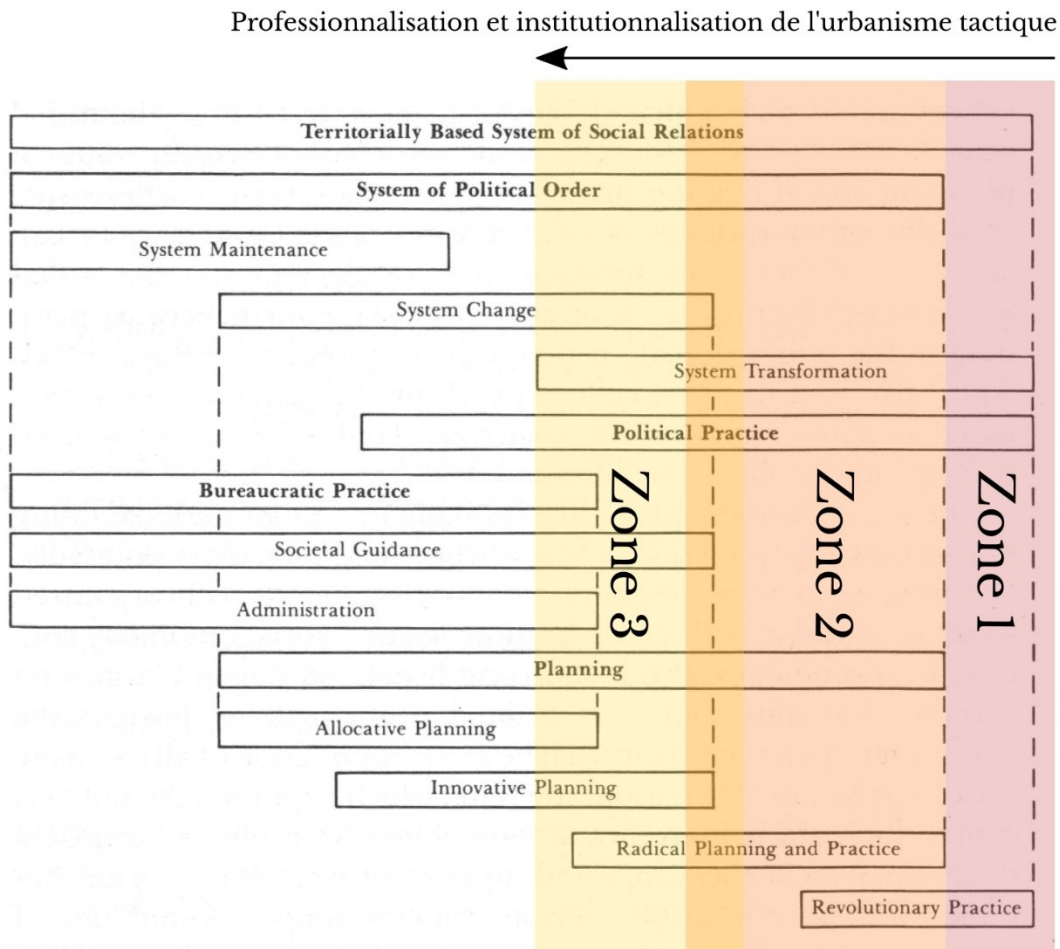 Professionnalisation et institutionnalisation de l'urbanisme tactique
Territorially Based System of Social Relations
System of Political Order
System Maintenance
System Change
System Transformation
Political Practice
Bureaucratic Practice
Societal Guidance
Administration
Planning
Allocative Planning
Innovative Planning
Radical Planning and Practice
Revolutionary Practice
Zone 3
Zone 2
Zone 1